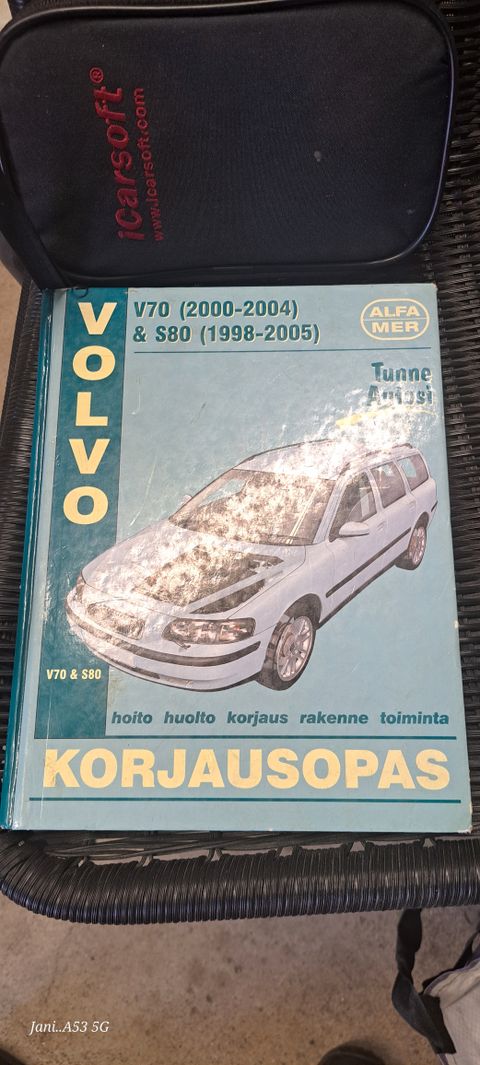 iCarsoft®
www.icarsoft.com
VOLVO
V70 (2000-2004)
& S80 (1998-2005)
ALFA
MER
Tunne
Autosi
V70 & S80
hoito huolto korjaus rakenne toiminta
KORJAUSOPAS
Jani..A53 5G